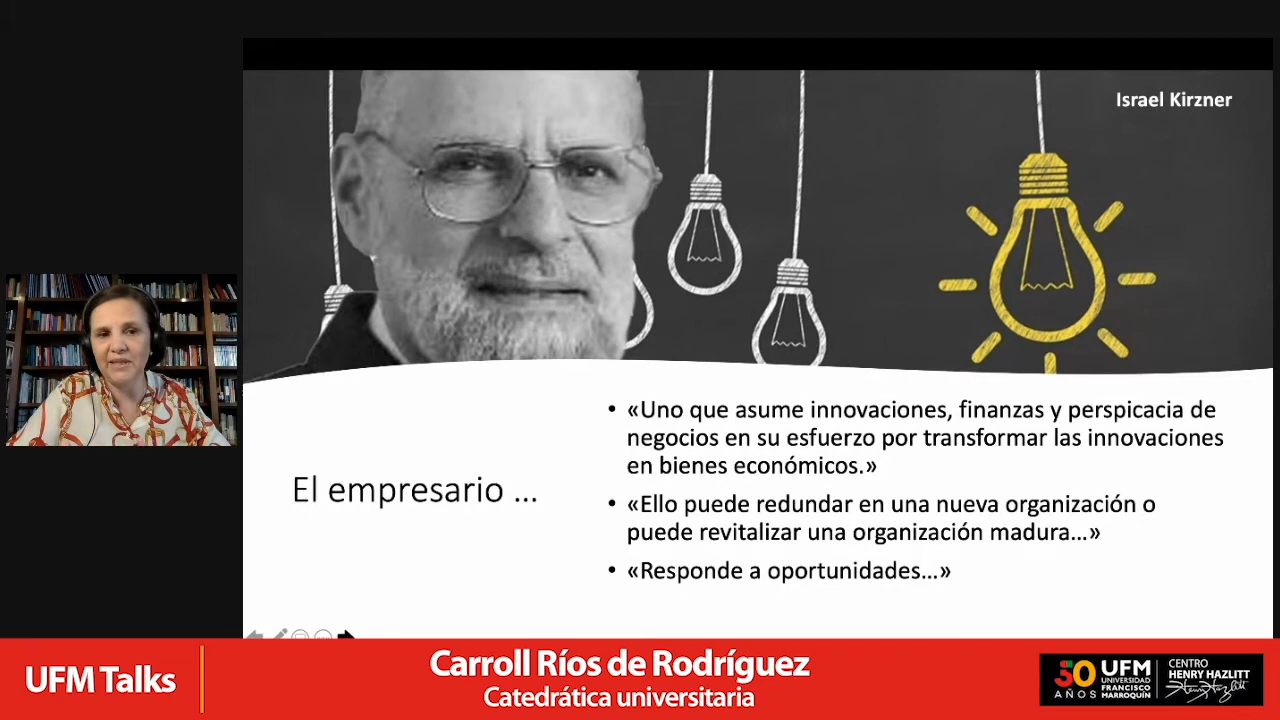 Israel Kirzner
El empresario ...
• «Uno que asume innovaciones, finanzas y perspicacia de
negocios en su esfuerzo por transformar las innovaciones
en bienes económicos.»
• «Ello puede redundar en una nueva organización o
puede revitalizar una organización madura...»
• «Responde a oportunidades...»
UFM Talks
Carroll Ríos de Rodríguez
Catedrática universitaria
50
AÑOS
UFM
UNIVERSIDAD
FRANCISCO
MARROQUÍN
CENTRO
HENRY HAZLITT
Henry Hazlitt